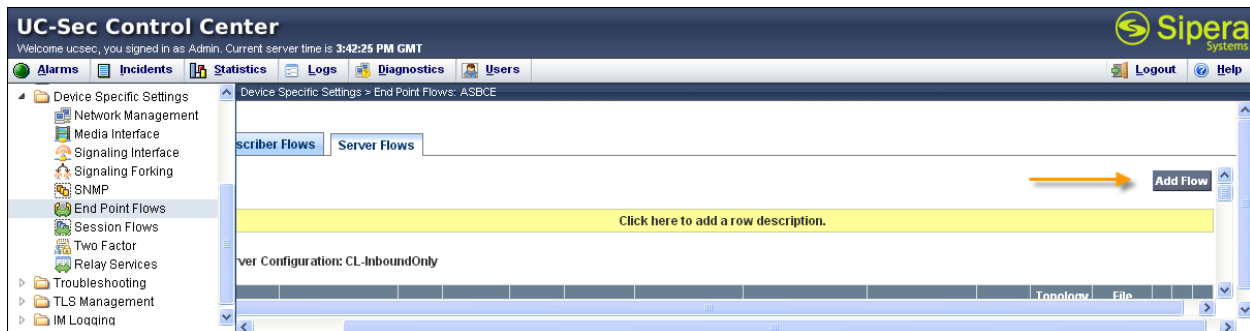 UC-Sec Control Center
Welcome ucsec, you signed in as Admin. Current server time is 3:42:25 PM GMT
Sipera
Systems
Alarms Incidents Statistics Logs Diagnostics Users Logout Help
Device Specific Settings
Network Management
Media Interface
Signaling Interface
Signaling Forking
SNMP
End Point Flows
Session Flows
Two Factor
Relay Services
Troubleshooting
TLS Management
IM Logging
Device Specific Settings > End Point Flows: ASBCE
scriber Flows Server Flows
Add Flow
Click here to add a row description.
ver Configuration: CL-InboundOnly
Topology File